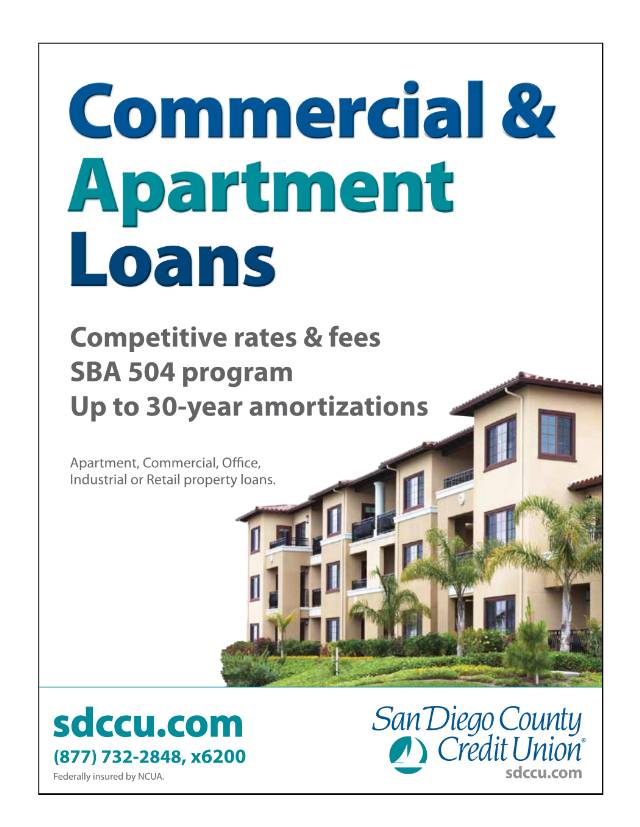 Commercial &
Apartment
Loans
Competitive rates & fees
SBA 504 program
Up to 30-year amortizations
Apartment, Commercial, Office,
Industrial or Retail property loans.
sdccu.com
(877) 732-2848, x6200
Federally insured by NCUA.
San Diego County
Credit Union®
sdccu.com